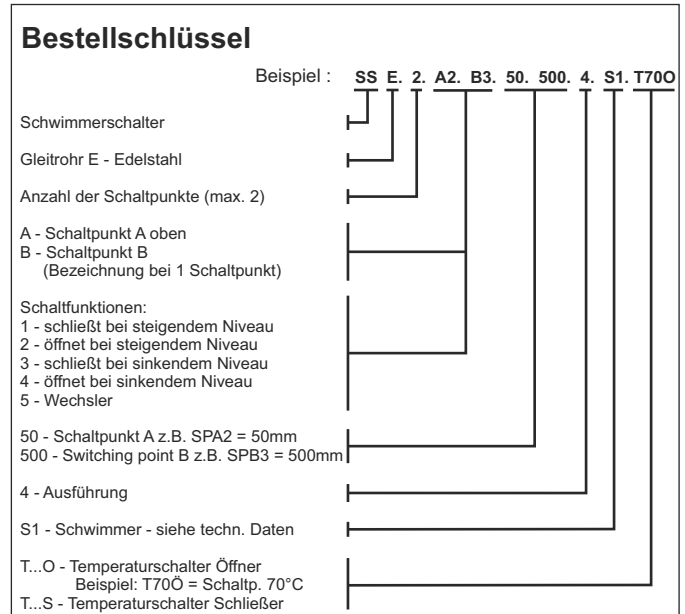 Bestellschlüssel
Beispiel : SS E. 2. A2. B3. 50. 500. 4. S1. T70O
Schwimmerschalter
Gleitrohr E - Edelstahl
Anzahl der Schaltpunkte (max. 2)
A - Schaltpunkt A oben
B - Schaltpunkt B
(Bezeichnung bei 1 Schaltpunkt)
Schaltfunktionen:
1 - schließt bei steigendem Niveau
2 - öffnet bei steigendem Niveau
3 - schließt bei sinkendem Niveau
4 - öffnet bei sinkendem Niveau
5 - Wechsler
50 - Schaltpunkt A z.B. SPA2 = 50mm
500 - Switching point B z.B. SPB3 = 500mm
4 - Ausführung
S1 - Schwimmer - siehe techn. Daten
T...O - Temperaturschalter Öffner
Beispiel: T70Ö = Schaltp. 70°C
T...S - Temperaturschalter Schließer